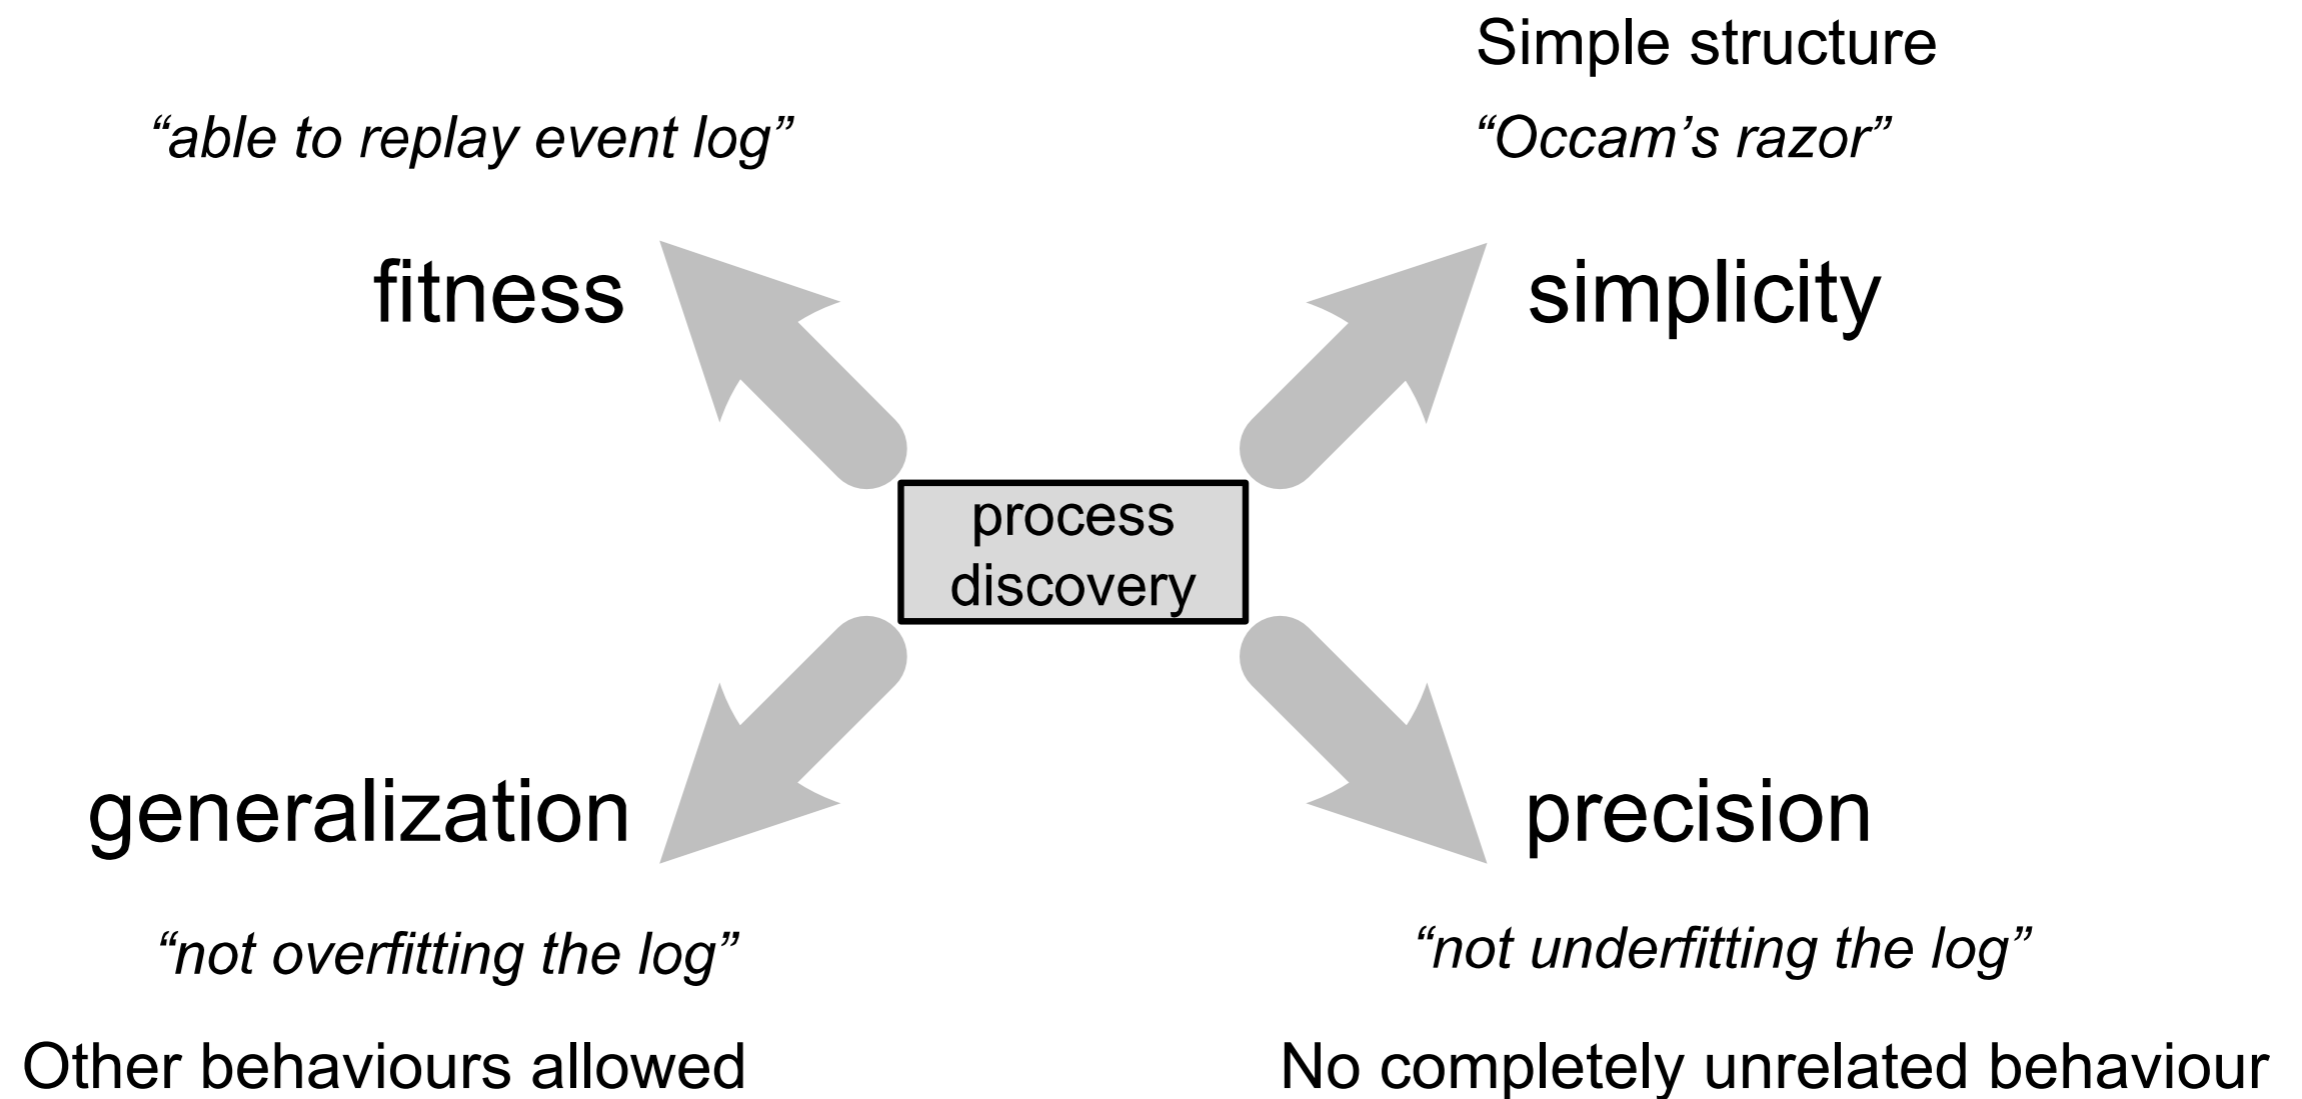 Simple structure
“able to replay event log”
“Occam’s razor”
fitness
simplicity
process
discovery
generalization
precision
“not overfitting the log”
“not underfitting the log”
Other behaviours allowed
No completely unrelated behaviour